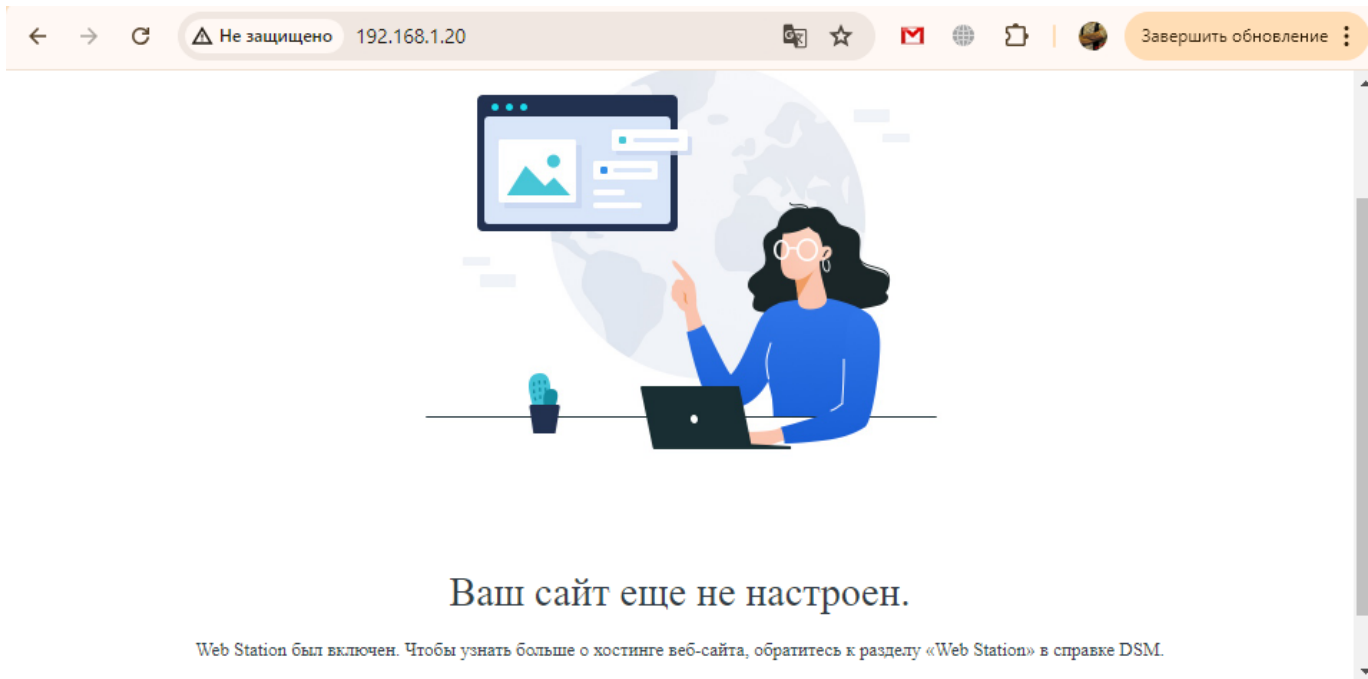 Не защищено 192.168.1.20 Завершить обновление
Ваш сайт еще не настроен.
Web Station был включен. Чтобы узнать больше о хостинге веб-сайта, обратитесь к разделу «Web Station» в справке DSM.